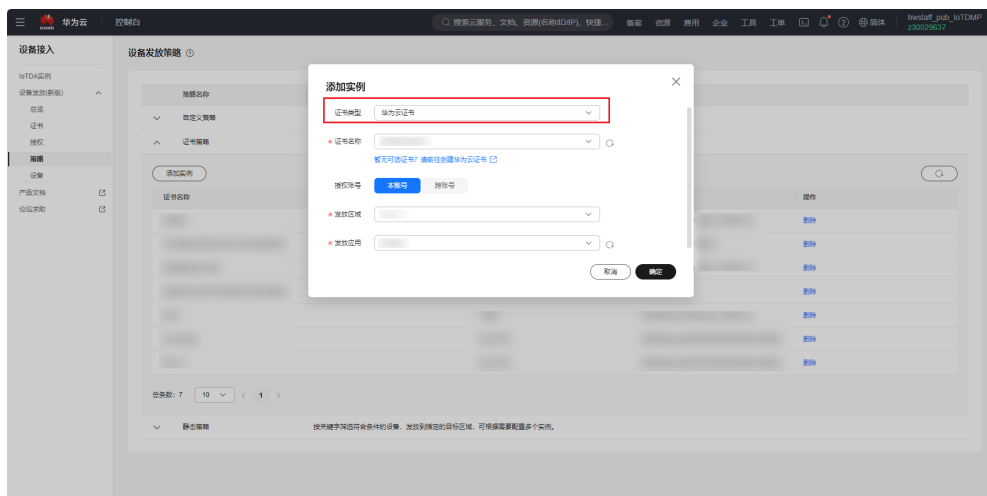 华为云 控制台 搜索云服务、文档、资源(名称/ID/IP)、快捷... 备案 资源 费用 企业 工具 工单 简体 hwstaff_pub_IoTDMP
HUAWEI z30029637
设备接入
设备发放策略
IoTDA实例
设备发放(新版)
总览
证书
授权
策略
设备
产品文档
论坛求助
策略名称
自定义策略
证书策略
添加实例
证书名称 操作
删除
删除
删除
删除
删除
删除
删除
总条数: 7 10 1
静态策略 按关键字筛选符合条件的设备，发放到指定的目标区域，可根据需要配置多个实例。
添加实例
证书类型 华为云证书
* 证书名称
暂无可选证书? 请前往创建华为云证书
授权账号 本账号 跨账号
* 发放区域
* 发放应用
取消 确定